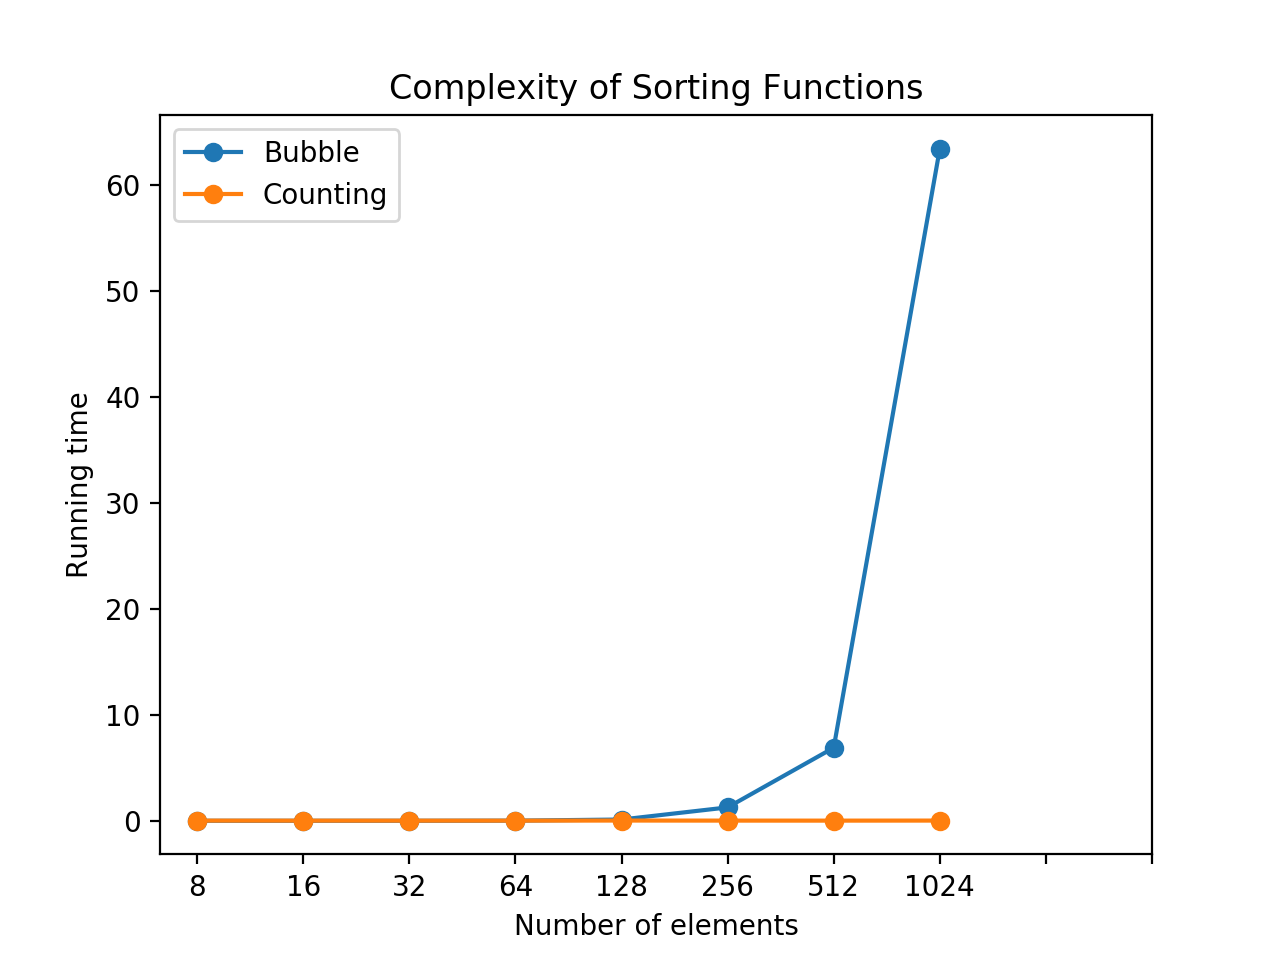 Complexity of Sorting Functions
Bubble
Counting
60
50
40
30
20
10
0
Running time
8 16 32 64 128 256 512 1024
Number of elements